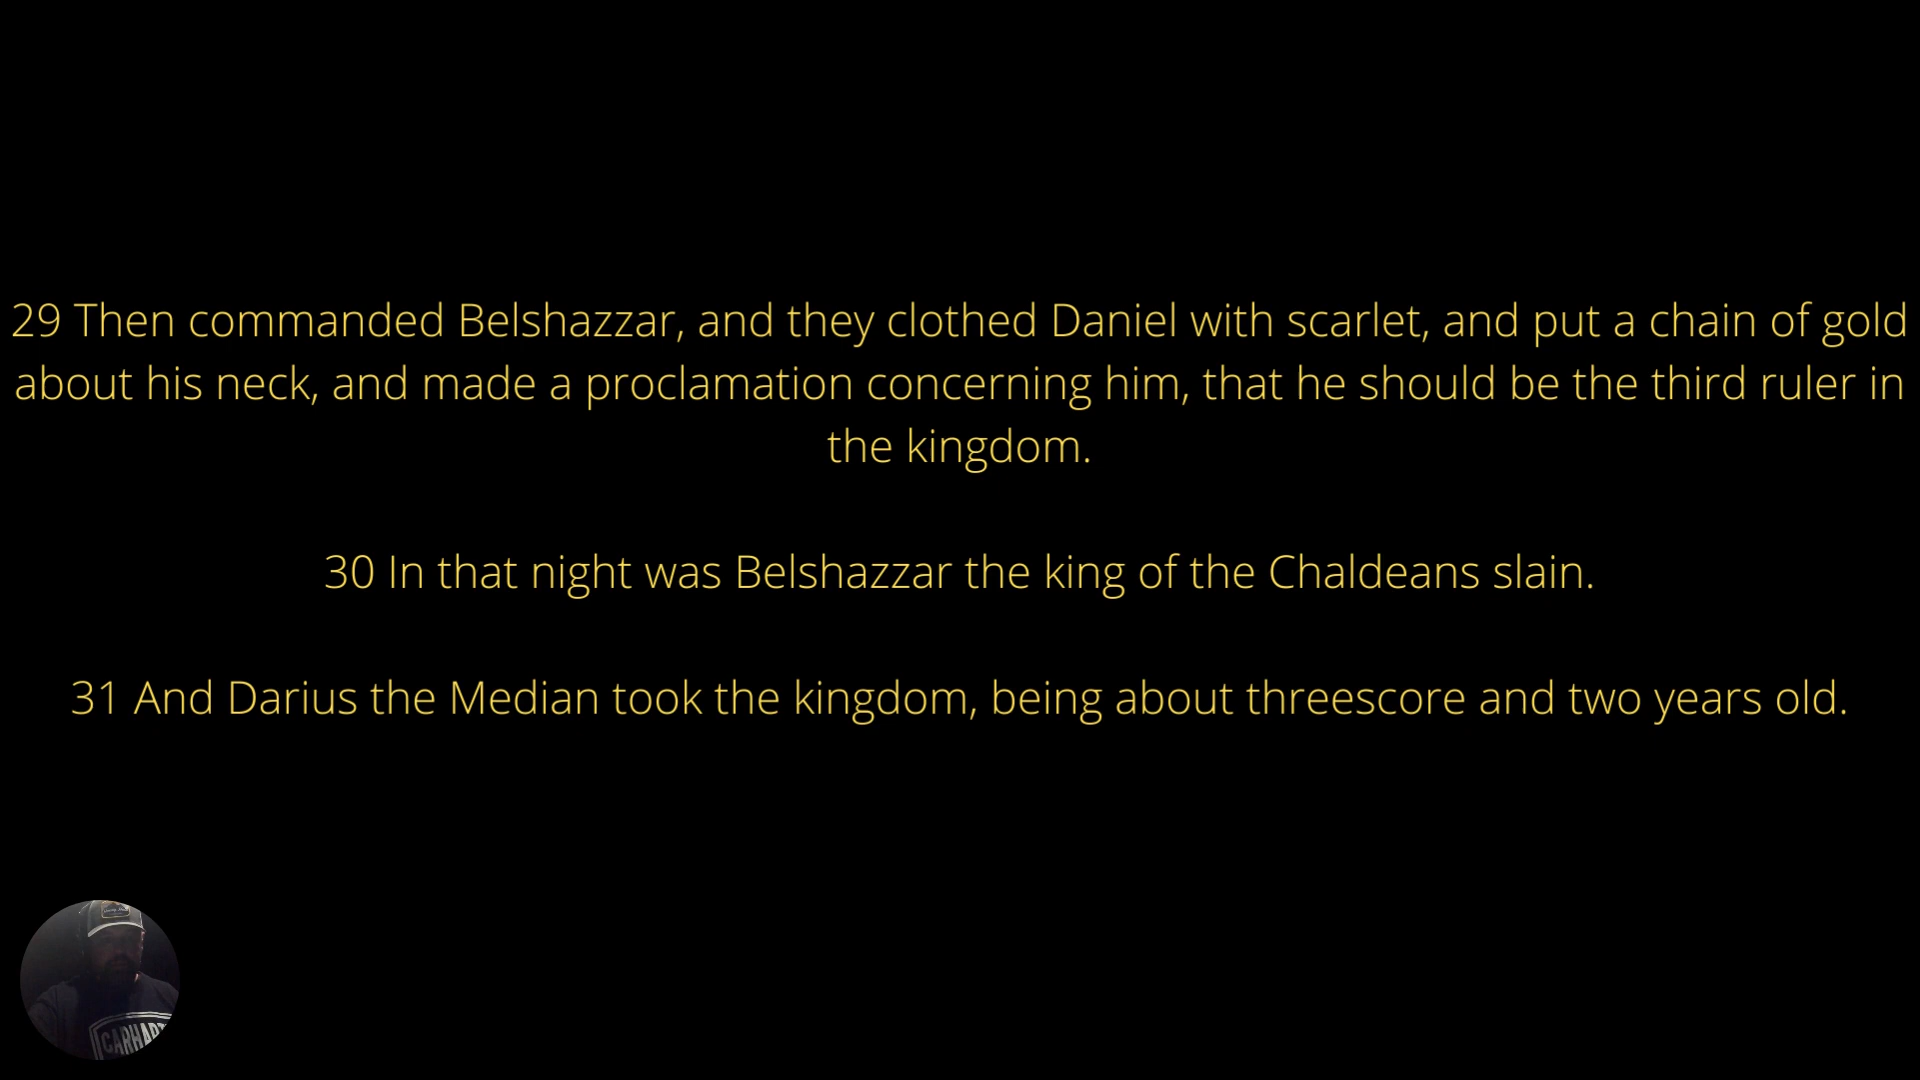 29 Then commanded Belshazzar, and they clothed Daniel with scarlet, and put a chain of gold
about his neck, and made a proclamation concerning him, that he should be the third ruler in
the kingdom.
30 In that night was Belshazzar the king of the Chaldeans slain.
31 And Darius the Median took the kingdom, being about threescore and two years old.
CARHART